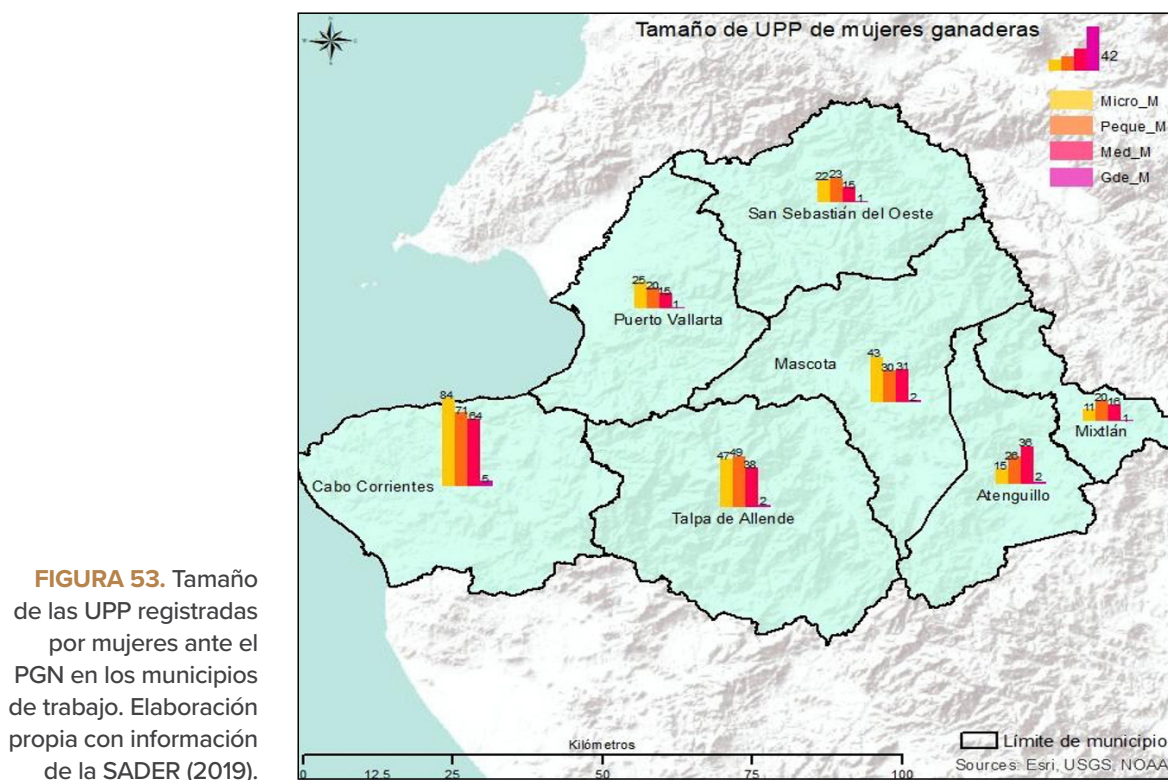 Tamaño de UPP de mujeres ganaderas
42
Micro_M
Peque_M
Med_M
Gde_M
22 23 15 1
San Sebastián del Oeste
25 20 15 1
Puerto Vallarta
Mascota
43 30 31 2
11 20 16 1
Mixtlán
84 71 64 5
Cabo Corrientes
47 49 38 2
Talpa de Allende
15 26 36 2
Atenguillo
FIGURA 53. Tamaño
de las UPP registradas
por mujeres ante el
PGN en los municipios
de trabajo. Elaboración
propia con información
de la SADER (2019).
Kilómetros
0 12.5 25 50 75 100
Límite de municipio
Sources: Esri, USGS, NOAA